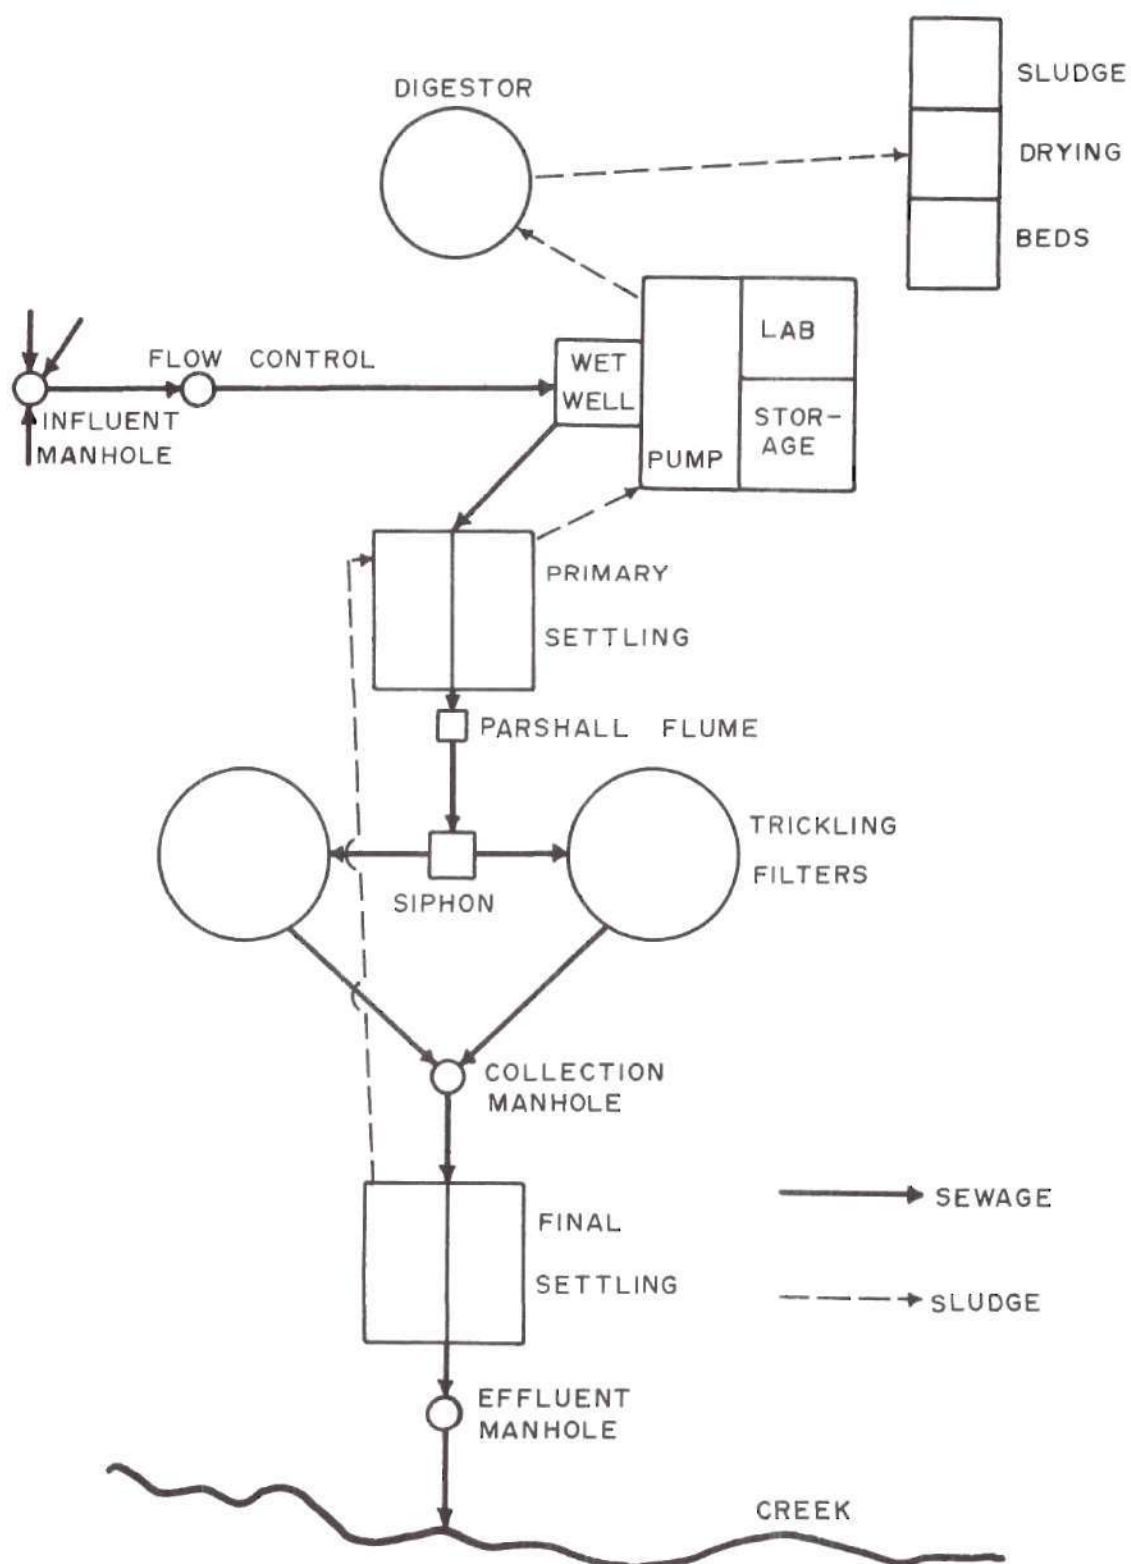 DIGESTOR
SLUDGE
DRYING
BEDS
LAB
STOR-
AGE
PUMP
FLOW CONTROL
WET
WELL
INFLUENT
MANHOLE
PRIMARY
SETTLING
PARSHALL FLUME
TRICKLING
FILTERS
SIPHON
COLLECTION
MANHOLE
FINAL
SETTLING
SEWAGE
SLUDGE
EFFLUENT
MANHOLE
CREEK